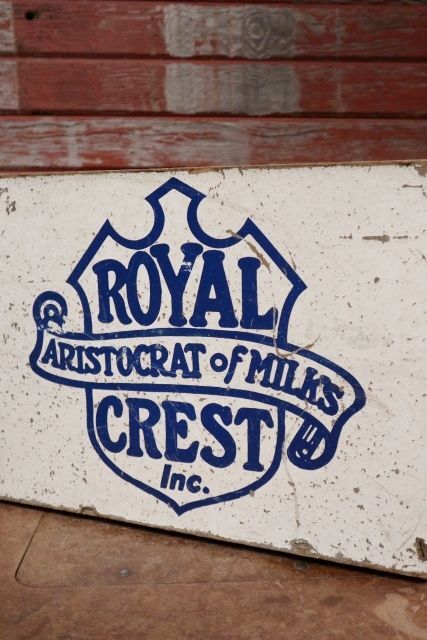 ROYAL
ARISTOCRAT of MILKS
CREST
Inc.